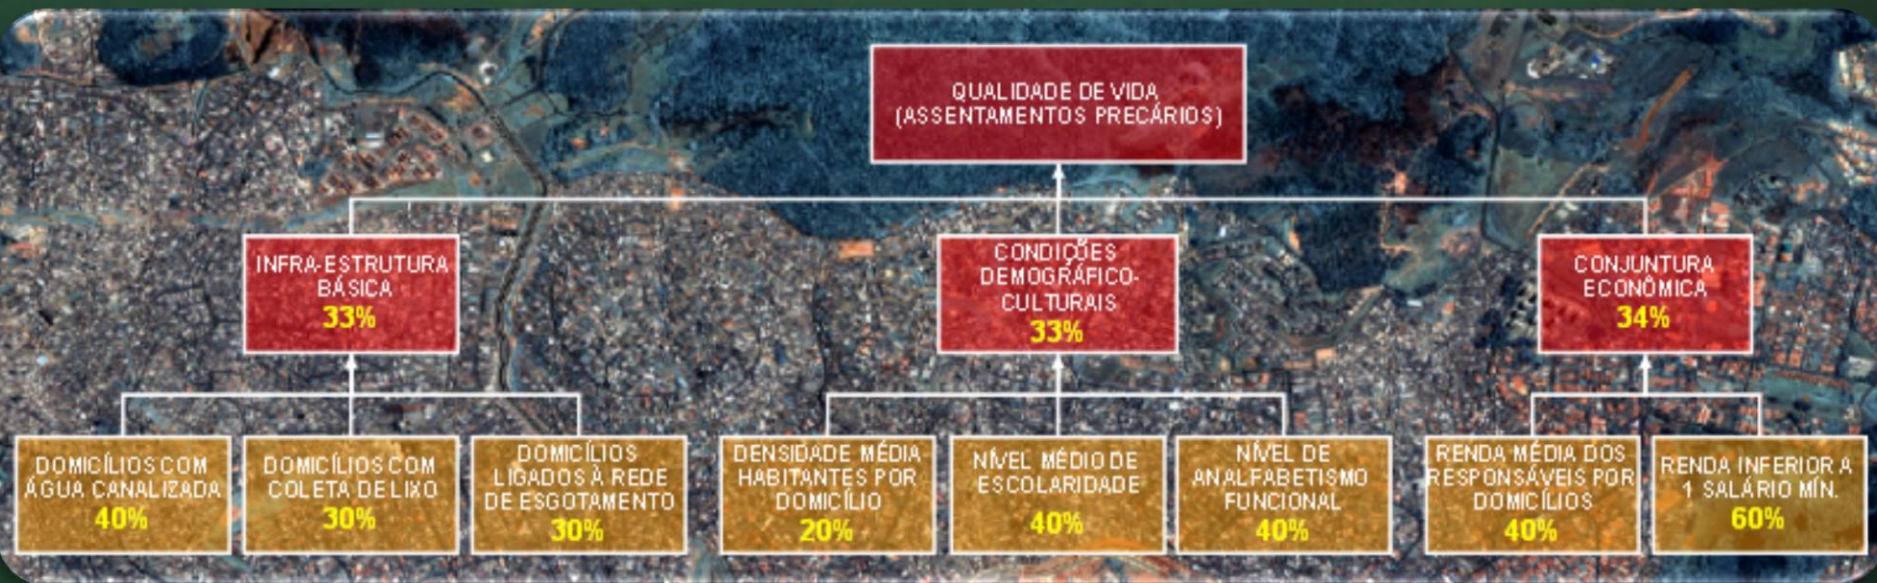 QUALIDADE DE VIDA
(ASSENTAMENTOS PRECÁRIOS)
INFRA-ESTRUTURA
BÁSICA
33%
CONDIÇÕES
DEMOGRÁFICO-
CULTURAIS
33%
CONJUNTURA
ECONÔMICA
34%
DOMICÍLIOS COM
ÁGUA CANALIZADA
40%
DOMICÍLIOS COM
COLETA DE LIXO
30%
DOMICÍLIOS
LIGADOS À REDE
DE ESGOTAMENTO
30%
DENSIDADE MÉDIA
HABITANTES POR
DOMICÍLIO
20%
NÍVEL MÉDIO DE
ESCOLARIDADE
40%
NÍVEL DE
ANALFABETISMO
FUNCIONAL
40%
RENDA MÉDIA DOS
RESPONSÁVEIS POR
DOMICÍLIOS
40%
RENDA INFERIOR A
1 SALÁRIO MÍN.
60%